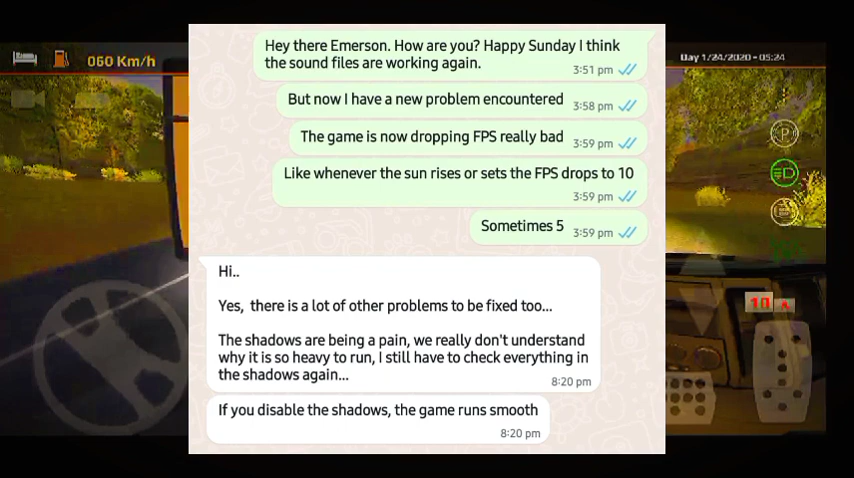 060 Km/h
Day 1/24/2020 - 05:24
Hey there Emerson. How are you? Happy Sunday I think
the sound files are working again.
3:51 pm
But now I have a new problem encountered
3:58 pm
The game is now dropping FPS really bad
3:59 pm
Like whenever the sun rises or sets the FPS drops to 10
3:59 pm
Sometimes 5
3:59 pm
Hi..
Yes, there is a lot of other problems to be fixed too...
The shadows are being a pain, we really don't understand
why it is so heavy to run, I still have to check everything in
the shadows again...
8:20 pm
If you disable the shadows, the game runs smooth
8:20 pm
P
D
10 A